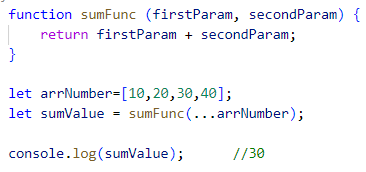 function sumFunc (firstParam, secondParam) {
    return firstParam + secondParam;
}
let arrNumber=[10,20,30,40];
let sumValue = sumFunc(...arrNumber);
console.log(sumValue);       //30